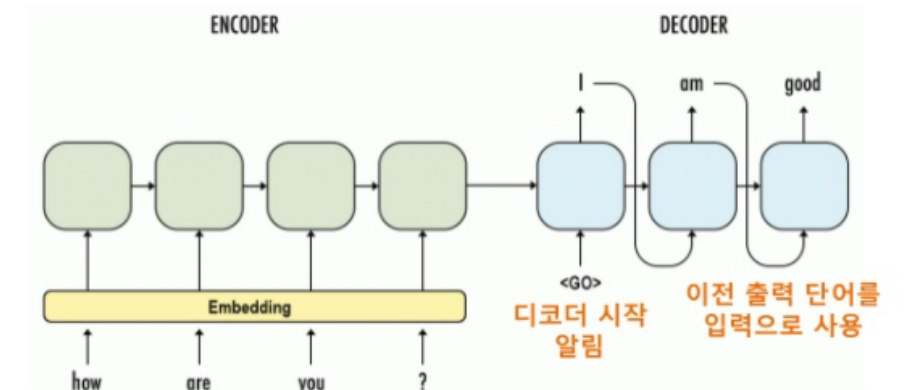 ENCODER DECODER
I am good
<GO>
Embedding
디코더 시작
알림
이전 출력 단어를
입력으로 사용
how are you ?